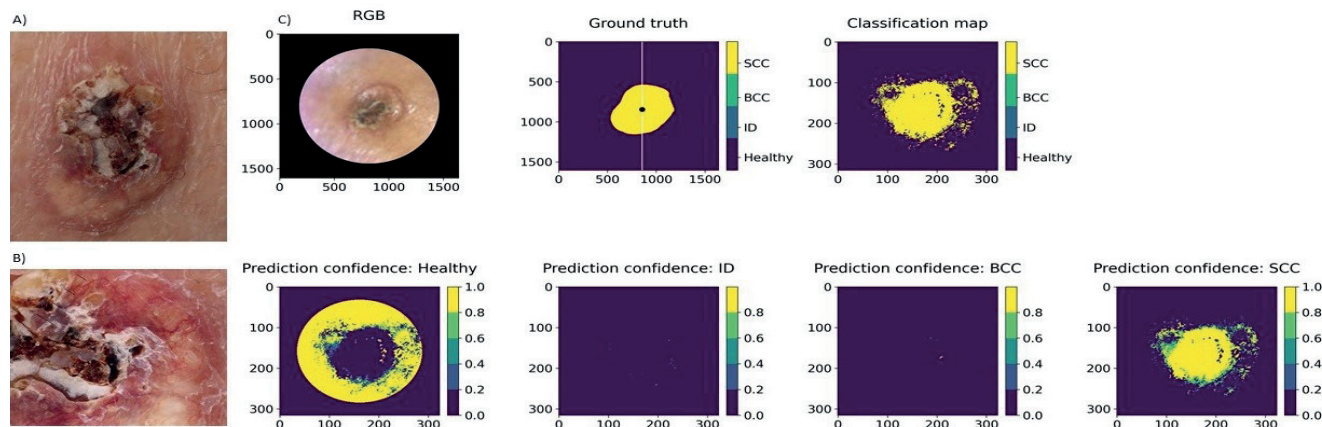 A)
C)
RGB
0
500
1000
1500
0 500 1000 1500
Ground truth
0
500
1000
1500
0 500 1000 1500
SCC
BCC
ID
Healthy
Classification map
0
100
200
300
0 100 200 300
SCC
BCC
ID
Healthy
B)
Prediction confidence: Healthy
0
100
200
300
0 100 200 300
1.0
0.8
0.6
0.4
0.2
0.0
Prediction confidence: ID
0
100
200
300
0 100 200 300
0.8
0.6
0.4
0.2
0.0
Prediction confidence: BCC
0
100
200
300
0 100 200 300
0.8
0.6
0.4
0.2
0.0
Prediction confidence: SCC
0
100
200
300
0 100 200 300
1.0
0.8
0.6
0.4
0.2
0.0